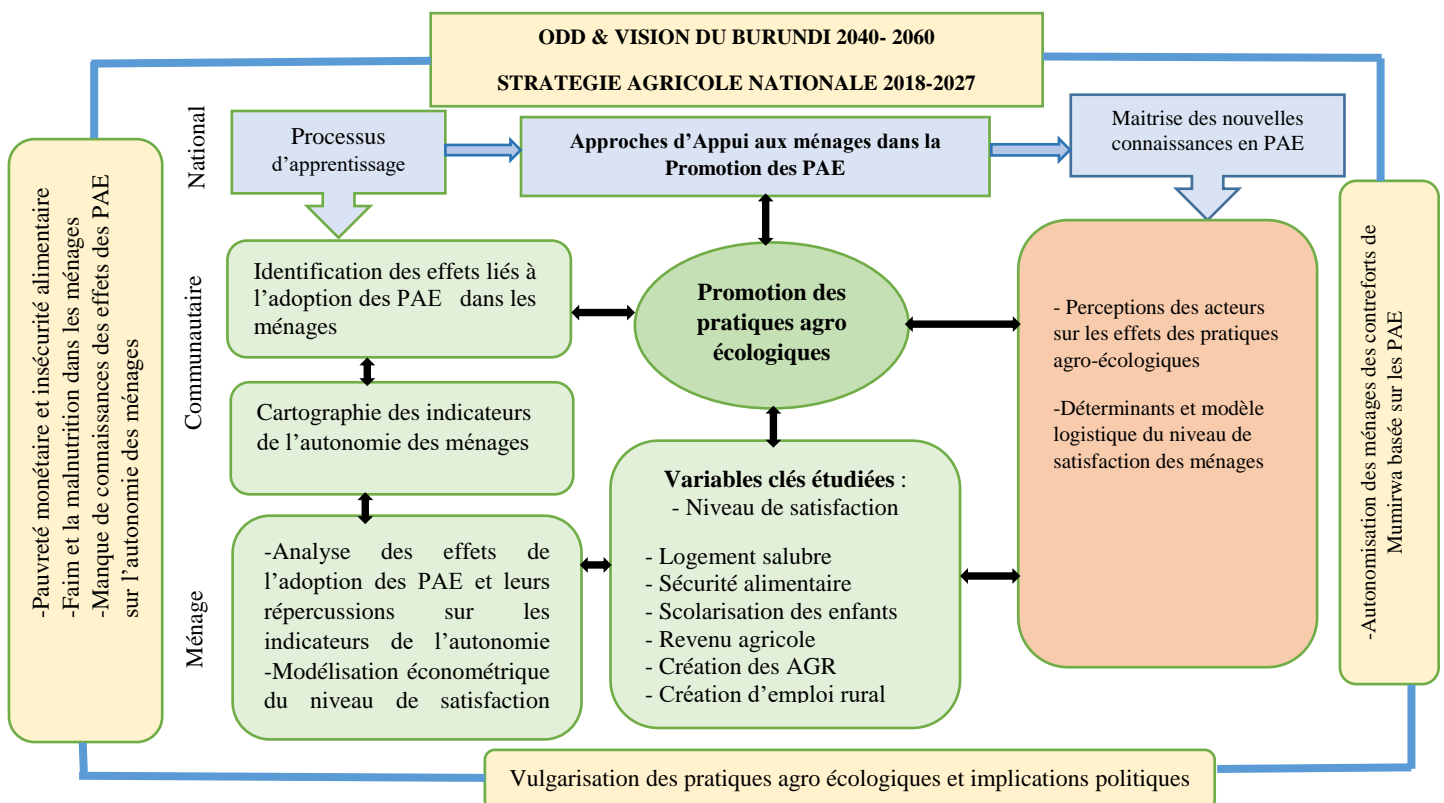 ODD & VISION DU BURUNDI 2040- 2060
STRATEGIE AGRICOLE NATIONALE 2018-2027
-Pauvreté monétaire et insécurité alimentaire
-Faim et la malnutrition dans les ménages
-Manque de connaissances des effets des PAE
sur l’autonomie des ménages
National
Processus
d’apprentissage
Approches d’Appui aux ménages dans la
Promotion des PAE
Maitrise des nouvelles
connaissances en PAE
Communautaire
Identification des effets liés à
l’adoption des PAE dans les
ménages
Promotion des
pratiques agro
écologiques
- Perceptions des acteurs
sur les effets des pratiques
agro-écologiques
-Déterminants et modèle
logistique du niveau de
satisfaction des ménages
Cartographie des indicateurs
de l’autonomie des ménages
Ménage
-Analyse des effets de
l’adoption des PAE et leurs
répercussions sur les
indicateurs de l’autonomie
-Modélisation économétrique
du niveau de satisfaction
Variables clés étudiées :
- Niveau de satisfaction
- Logement salubre
- Sécurité alimentaire
- Scolarisation des enfants
- Revenu agricole
- Création des AGR
- Création d’emploi rural
-Autonomisation des ménages des contreforts de
Mumirwa basée sur les PAE
Vulgarisation des pratiques agro écologiques et implications politiques